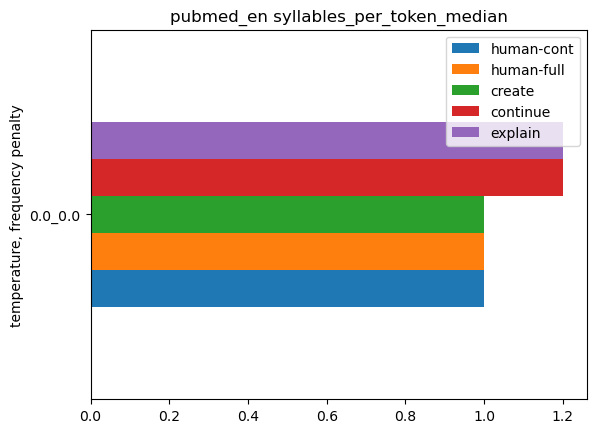 pubmed_en syllables_per_token_median
human-cont
human-full
create
continue
explain
temperature, frequency penalty
0.0_0.0
0.0 0.2 0.4 0.6 0.8 1.0 1.2